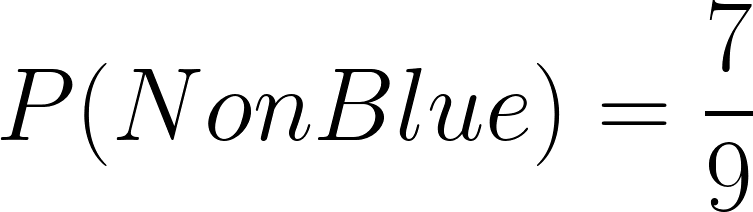 P(NonBlue) = 7/9